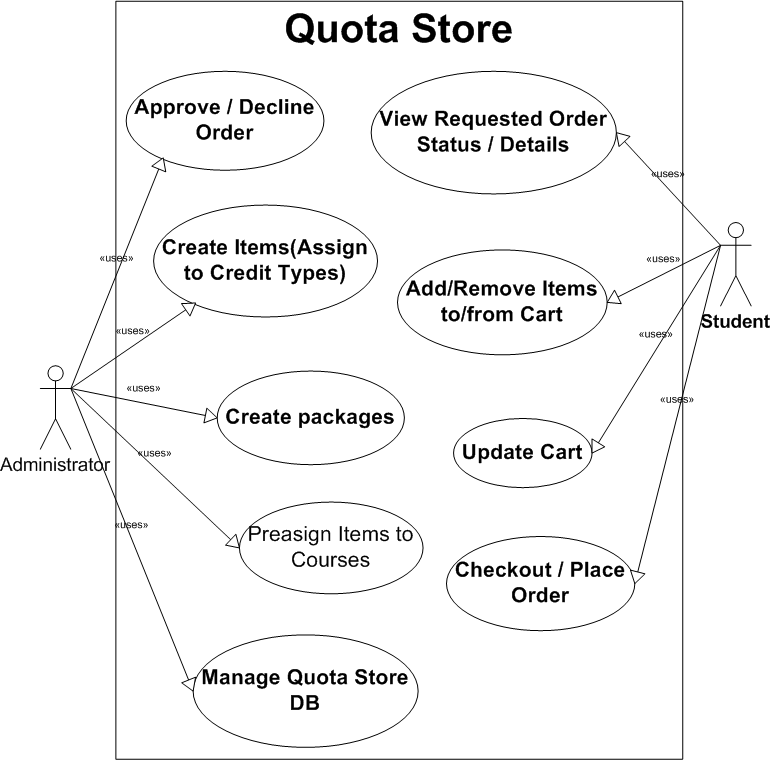 Quota Store
Approve / Decline
Order
View Requested Order
Status / Details
«uses»
«uses»
Create Items(Assign
to Credit Types)
«uses»
Add/Remove Items
to/from Cart
Student
«uses»
«uses»
«uses»
Create packages
«uses»
Administrator
«uses»
Update Cart
«uses»
Preasign Items to
Courses
Checkout / Place
Order
Manage Quota Store
DB